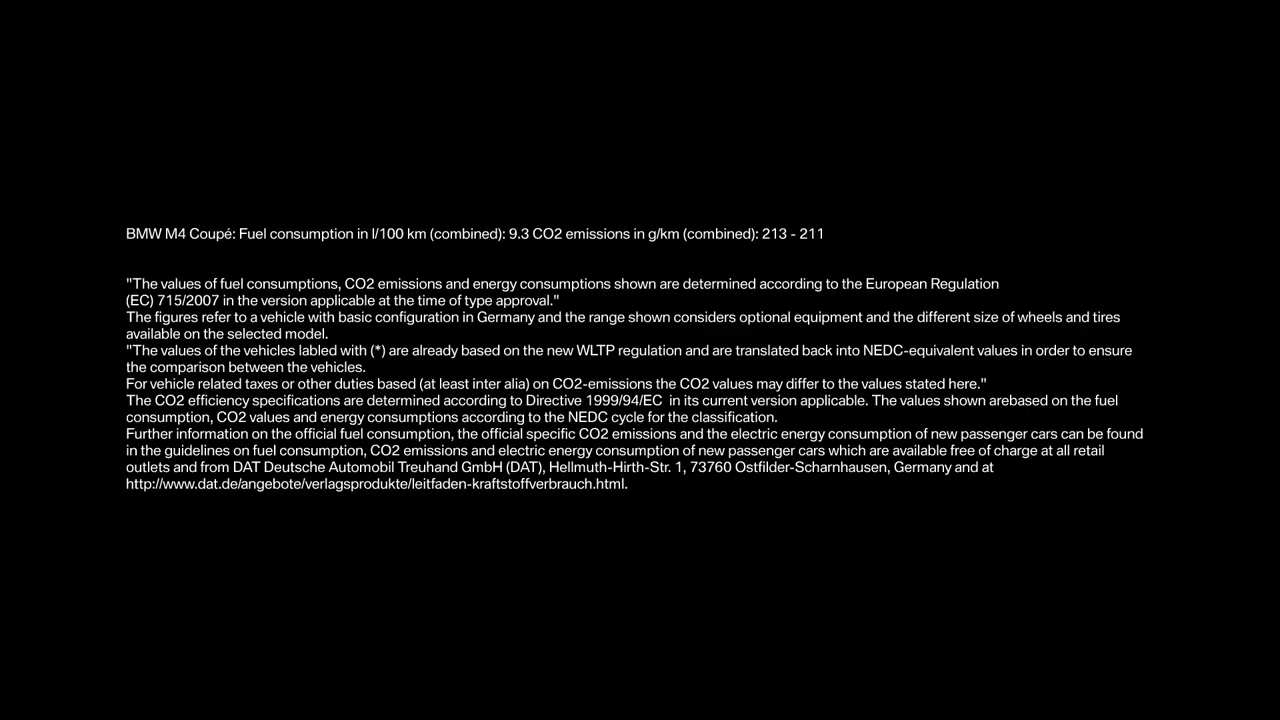 BMW M4 Coupé: Fuel consumption in l/100 km (combined): 9.3 CO2 emissions in g/km (combined): 213 - 211
"The values of fuel consumptions, CO2 emissions and energy consumptions shown are determined according to the European Regulation
(EC) 715/2007 in the version applicable at the time of type approval."
The figures refer to a vehicle with basic configuration in Germany and the range shown considers optional equipment and the different size of wheels and tires
available on the selected model.
"The values of the vehicles labled with (*) are already based on the new WLTP regulation and are translated back into NEDC-equivalent values in order to ensure
the comparison between the vehicles.
For vehicle related taxes or other duties based (at least inter alia) on CO2-emissions the CO2 values may differ to the values stated here."
The CO2 efficiency specifications are determined according to Directive 1999/94/EC  in its current version applicable. The values shown arebased on the fuel
consumption, CO2 values and energy consumptions according to the NEDC cycle for the classification.
Further information on the official fuel consumption, the official specific CO2 emissions and the electric energy consumption of new passenger cars can be found
in the guidelines on fuel consumption, CO2 emissions and electric energy consumption of new passenger cars which are available free of charge at all retail
outlets and from DAT Deutsche Automobil Treuhand GmbH (DAT), Hellmuth-Hirth-Str. 1, 73760 Ostfilder-Scharnhausen, Germany and at
http://www.dat.de/angebote/verlagsprodukte/leitfaden-kraftstoffverbrauch.html.